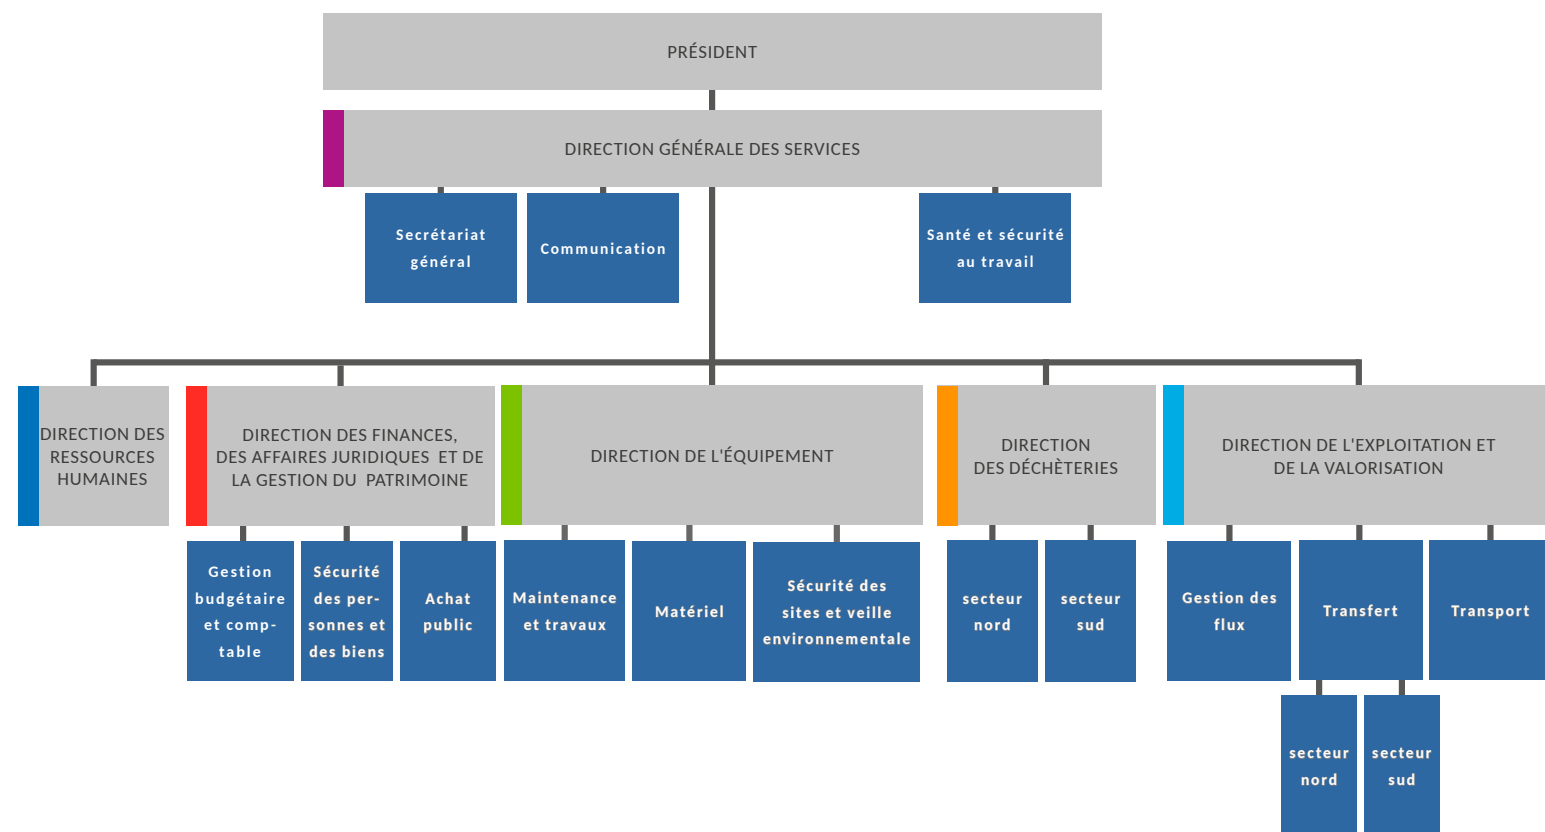 PRÉSIDENT
DIRECTION GÉNÉRALE DES SERVICES
Secrétariat
général
Communication
Santé et sécurité
au travail
DIRECTION DES
RESSOURCES
HUMAINES
DIRECTION DES FINANCES,
DES AFFAIRES JURIDIQUES ET DE
LA GESTION DU PATRIMOINE
DIRECTION DE L'ÉQUIPEMENT
DIRECTION
DES DÉCHÈTERIES
DIRECTION DE L'EXPLOITATION ET
DE LA VALORISATION
Gestion
budgétaire
et comp-
table
Sécurité
des per-
sonnes et
des biens
Achat
public
Maintenance
et travaux
Matériel
Sécurité des
sites et veille
environnementale
secteur
nord
secteur
sud
Gestion des
flux
Transfert
Transport
secteur
nord
secteur
sud